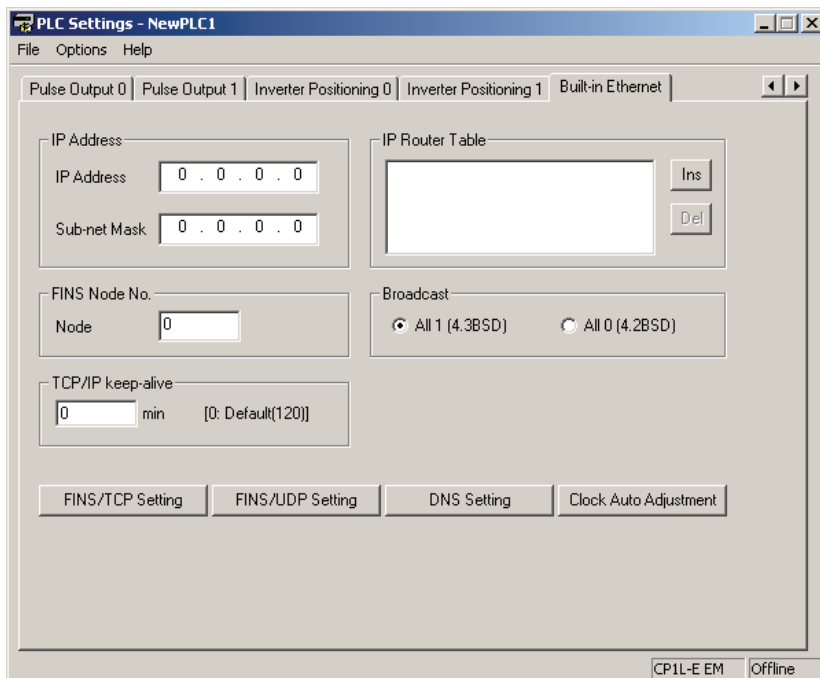 PLC Settings - NewPLC1
File Options Help
Pulse Output 0 Pulse Output 1 Inverter Positioning 0 Inverter Positioning 1 Built-in Ethernet
IP Address
IP Address 0 . 0 . 0 . 0
Sub-net Mask 0 . 0 . 0 . 0
IP Router Table
Ins
Del
FINS Node No.
Node 0
Broadcast
All 1 (4.3BSD) All 0 (4.2BSD)
TCP/IP keep-alive
0 min [0: Default(120)]
FINS/TCP Setting FINS/UDP Setting DNS Setting Clock Auto Adjustment
CP1L-E EM Offline